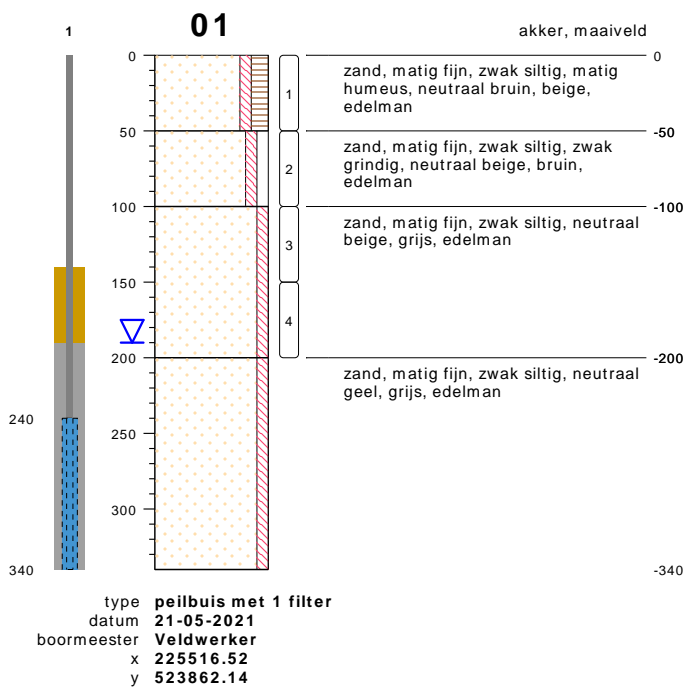 01
1
akker, maaiveld
0
0
zand, matig fijn, zwak siltig, matig
humeus, neutraal bruin, beige,
edelman
1
50
-50
zand, matig fijn, zwak siltig, zwak
grindig, neutraal beige, bruin,
edelman
2
100
-100
zand, matig fijn, zwak siltig, neutraal
beige, grijs, edelman
3
150
4
200
-200
zand, matig fijn, zwak siltig, neutraal
geel, grijs, edelman
240
250
300
340
-340
type peilbuis met 1 filter
datum 21-05-2021
boormeester Veldwerker
x 225516.52
y 523862.14